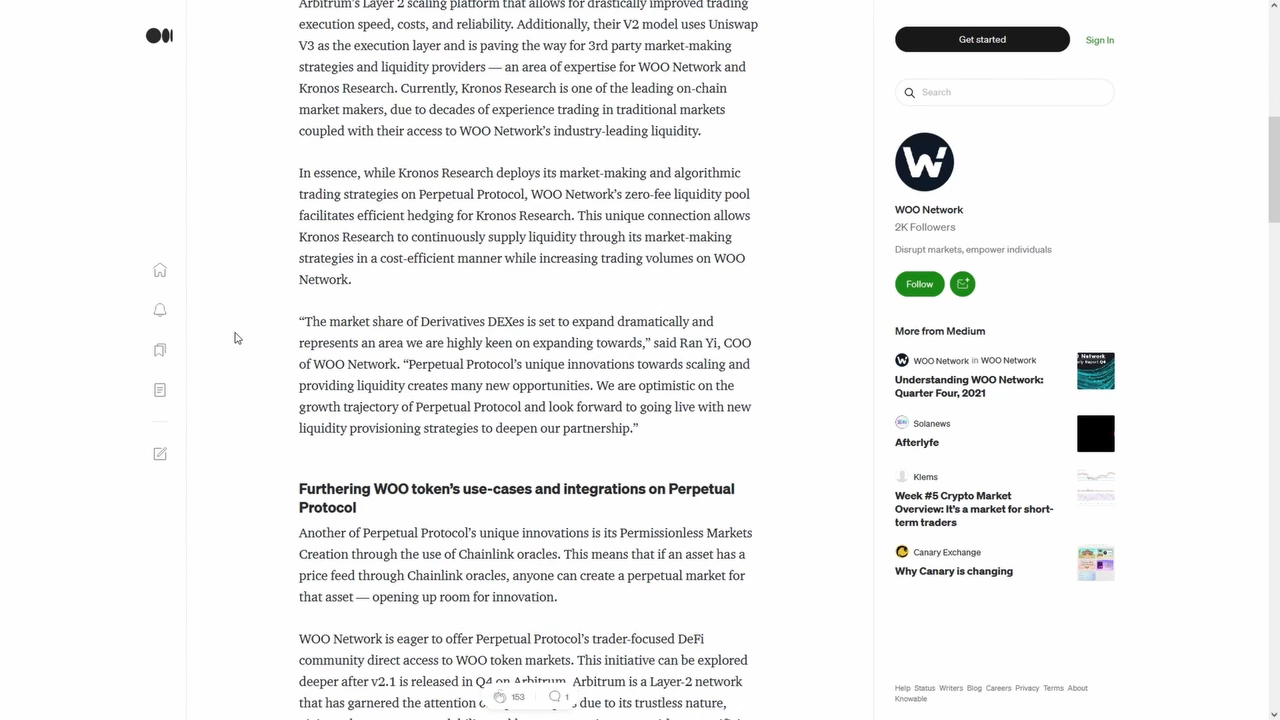 Arbitrum's Layer 2 scaling platform that allows for drastically improved trading
execution speed, costs, and reliability. Additionally, their V2 model uses Uniswap
V3 as the execution layer and is paving the way for 3rd party market-making
strategies and liquidity providers — an area of expertise for WOO Network and
Kronos Research. Currently, Kronos Research is one of the leading on-chain
market makers, due to decades of experience trading in traditional markets
coupled with their access to WOO Network's industry-leading liquidity.
In essence, while Kronos Research deploys its market-making and algorithmic
trading strategies on Perpetual Protocol, WOO Network's zero-fee liquidity pool
facilitates efficient hedging for Kronos Research. This unique connection allows
Kronos Research to continuously supply liquidity through its market-making
strategies in a cost-efficient manner while increasing trading volumes on WOO
Network.
“The market share of Derivatives DEXes is set to expand dramatically and
represents an area we are highly keen on expanding towards,” said Ran Yi, COO
of WOO Network. “Perpetual Protocol's unique innovations towards scaling and
providing liquidity creates many new opportunities. We are optimistic on the
growth trajectory of Perpetual Protocol and look forward to going live with new
liquidity provisioning strategies to deepen our partnership.”
Furthering WOO token's use-cases and integrations on Perpetual
Protocol
Another of Perpetual Protocol's unique innovations is its Permissionless Markets
Creation through the use of Chainlink oracles. This means that if an asset has a
price feed through Chainlink oracles, anyone can create a perpetual market for
that asset — opening up room for innovation.
WOO Network is eager to offer Perpetual Protocol's trader-focused DeFi
community direct access to WOO token markets. This initiative can be explored
deeper after v2.1 is released in Q4 on Arbitrum. Arbitrum is a Layer-2 network
that has garnered the attention due to its trustless nature,
153 1
Get started Sign In
Search
W
WOO Network
2K Followers
Disrupt markets, empower individuals
Follow
More from Medium
WOO Network in WOO Network
Understanding WOO Network:
Quarter Four, 2021
Solanews
Afterlyfe
Klems
Week #5 Crypto Market
Overview: It's a market for short-
term traders
Canary Exchange
Why Canary is changing
Help Status Writers Blog Careers Privacy Terms About
Knowable